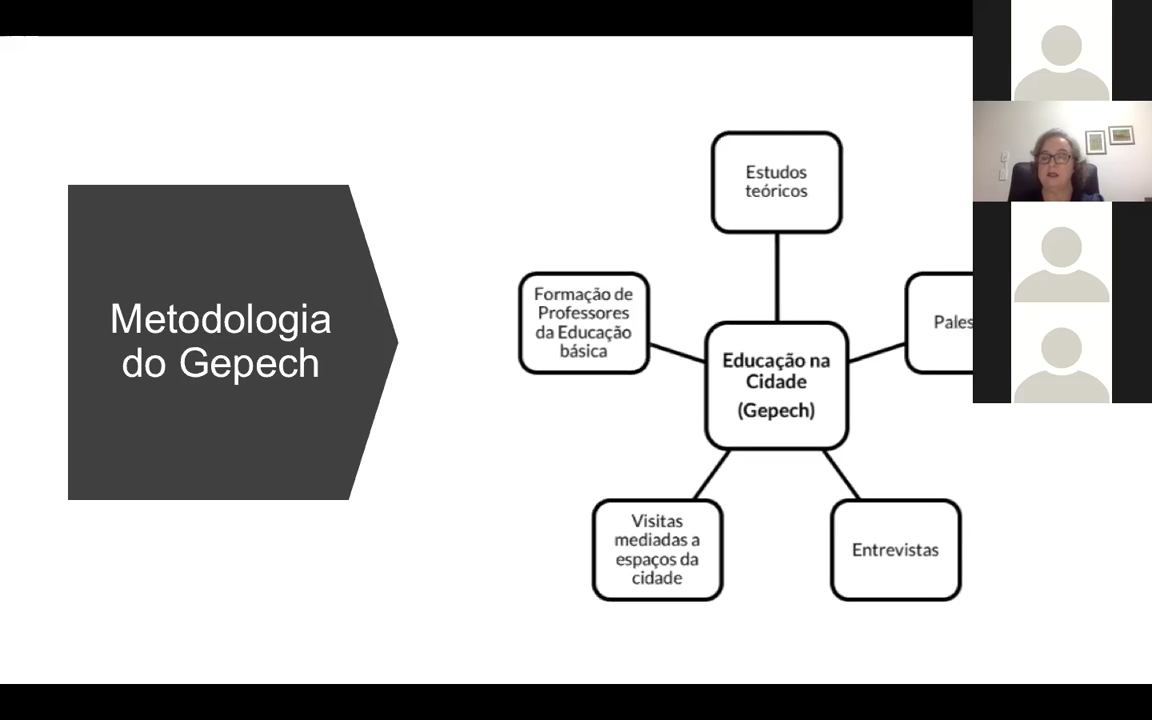 Metodologia
do Gepech
Estudos
teóricos
Formação de
Professores
da Educação
básica
Educação na
Cidade
(Gepech)
Visitas
mediadas a
espaços da
cidade
Entrevistas